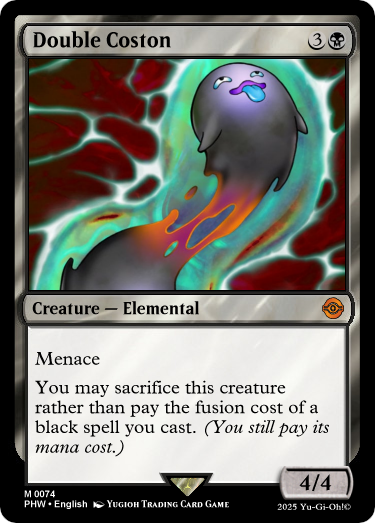 Double Coston 3
Creature — Elemental
Menace
You may sacrifice this creature
rather than pay the fusion cost of a
black spell you cast. (You still pay its
mana cost.)
4/4
M 0074
PHW • English Yugioh Trading Card Game
2025 Yu-Gi-Oh!©